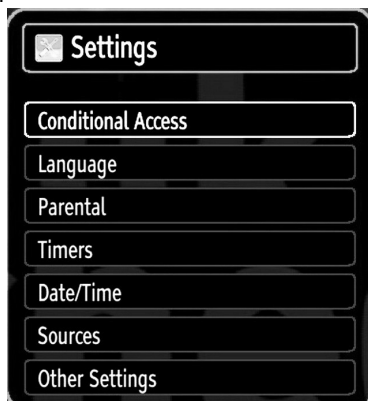 Settings
Conditional Access
Language
Parental
Timers
Date/Time
Sources
Other Settings